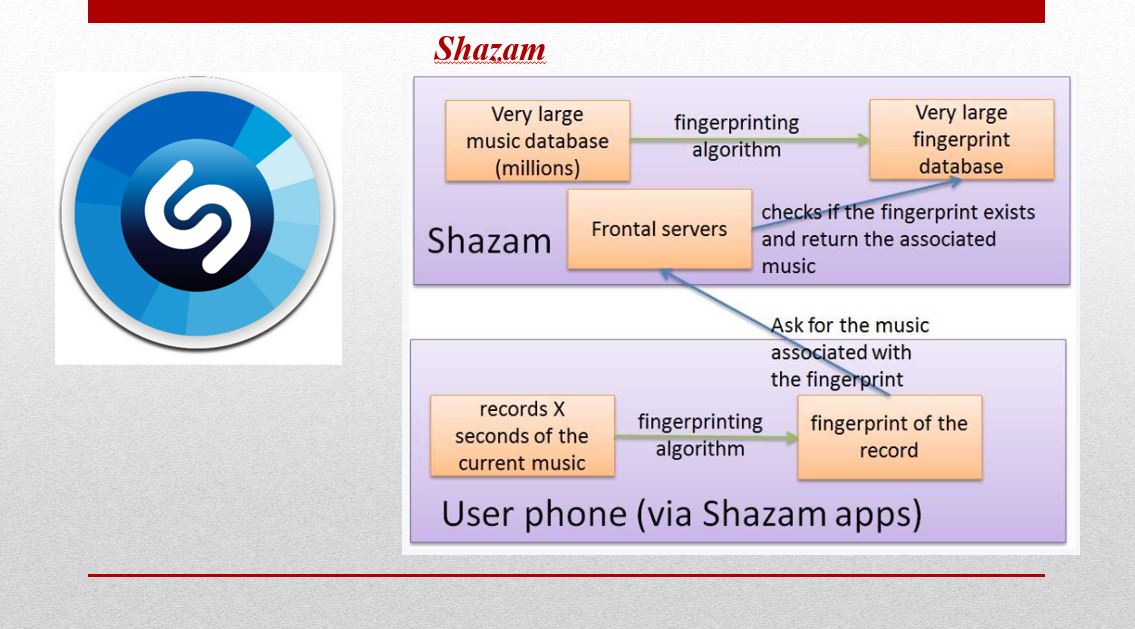 Shazam
Very large
music database
(millions)
fingerprinting
algorithm
Very large
fingerprint
database
Frontal servers
checks if the fingerprint exists
and return the associated
music
Shazam
Ask for the music
associated with
the fingerprint
records X
seconds of the
current music
fingerprinting
algorithm
fingerprint of the
record
User phone (via Shazam apps)